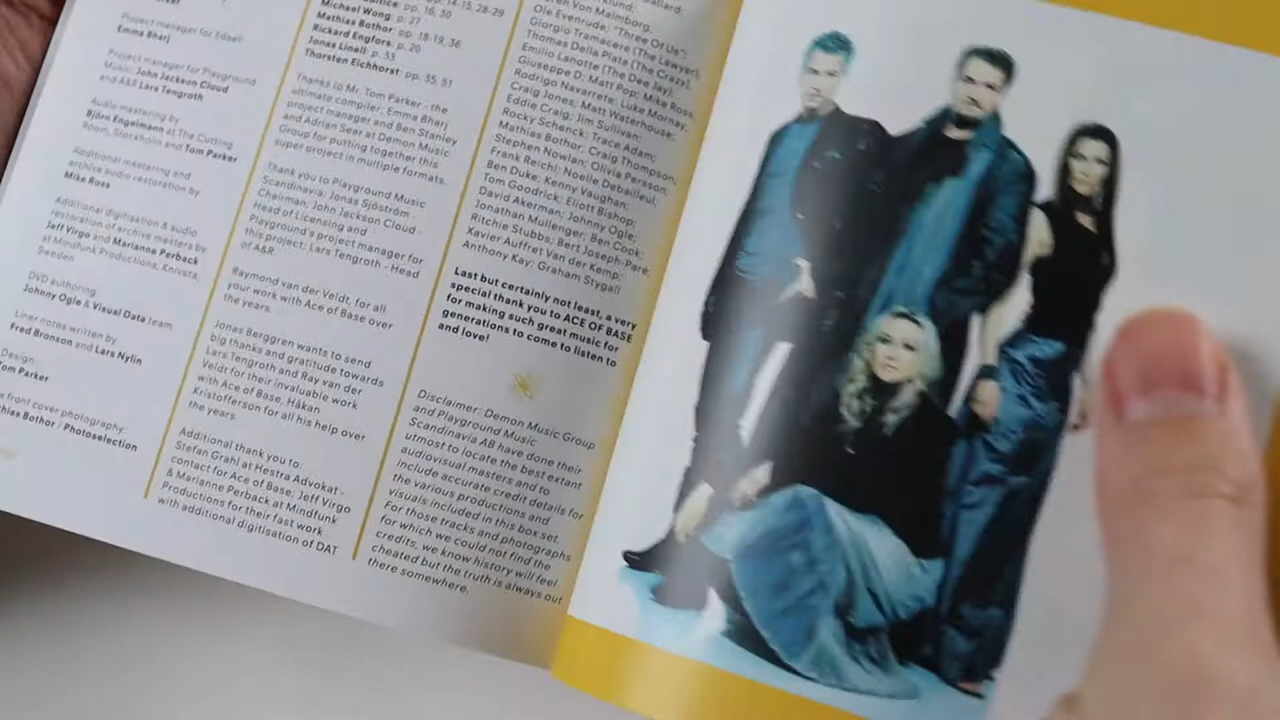 Project manager for Edsel:
Emma Bharj
Project manager for Playground
Music: John Jackson Cloud
and A&R Lars Tengroth
Audio mastering by
Björn Engelmann at The Cutting
Room, Stockholm and Tom Parker
Additional mastering and
archive audio restoration by
Mike Ross
Additional digitisation & audio
restoration of archive masters by
Jeff Virgo and Marianne Perback
at Mindfunk Productions, Knivsta,
Sweden
DVD authoring
Johnny Ogle & Visual Data team
Liner notes written by
Fred Bronson and Lars Nylin
Design:
Tom Parker
front cover photography:
Bothor / Photoselection
pp. 14-15, 28-29
pp. 16, 30
Michael Wong: p. 27
Mathias Bothor: pp. 18-19, 36
Rickard Engfors: p. 20
Jonas Linell: p. 33
Thorsten Eichhorst: pp. 35, 51
Thanks to Mr. Tom Parker - the
ultimate compiler; Emma Bharj
project manager and Ben Stanley
and Adrian Sear at Demon Music
Group for putting together this
super project in multiple formats.
Thank you to Playground Music
Scandinavia; Jonas Sjöström -
Chairman; John Jackson Cloud -
Head of Licensing and
Playground's project manager for
this project; Lars Tengroth - Head
of A&R.
Raymond van der Veldt, for all
your work with Ace of Base over
the years.
Jonas Berggren wants to send
big thanks and gratitude towards
Lars Tengroth and Ray van der
Veldt for their invaluable work
with Ace of Base, Håkan
Kristofferson for all his help over
the years.
Additional thank you to:
Stefan Grahl at Hestra Advokat -
contact for Ace of Base; Jeff Virgo
& Marianne Perback at Mindfunk
Productions for their fast work
with additional digitisation of DAT
Von Malmborg,
Ole Evenrude; "Three Of Us";
Giorgio Tramacere (The Lawyer),
Thomas Della Plata (The Crazy),
Emilio Lanotte (The Dee Jay),
Giuseppe D; Matt Pop; Mike Ross,
Rodrigo Navarrete; Luke Mornay,
Craig Jones; Matt Waterhouse;
Eddie Craig; Jim Sullivan;
Rocky Schenck; Trace Adam;
Mathias Bothor; Craig Thompson;
Stephen Nowlan; Olivia Persson;
Frank Reichl; Noelle Debailleul;
Ben Duke; Kenny Vaughan;
Tom Goodrick; Eliott Bishop;
David Akerman; Johnny Ogle;
Jonathan Mullenger; Ben Cook;
Ritchie Stubbs; Bert Joseph-Pare;
Xavier Auffret Van der Kemp;
Anthony Kay; Graham Stygall
Last but certainly not least, a very
special thank you to ACE OF BASE
for making such great music for
generations to come to listen to
and love!
Disclaimer: Demon Music Group
and Playground Music
Scandinavia AB have done their
utmost to locate the best extant
audiovisual masters and to
include accurate credit details for
the various productions and
visuals included in this box set.
For those tracks and photographs
for which we could not find the
credits, we know history will feel
cheated but the truth is always out
there somewhere.